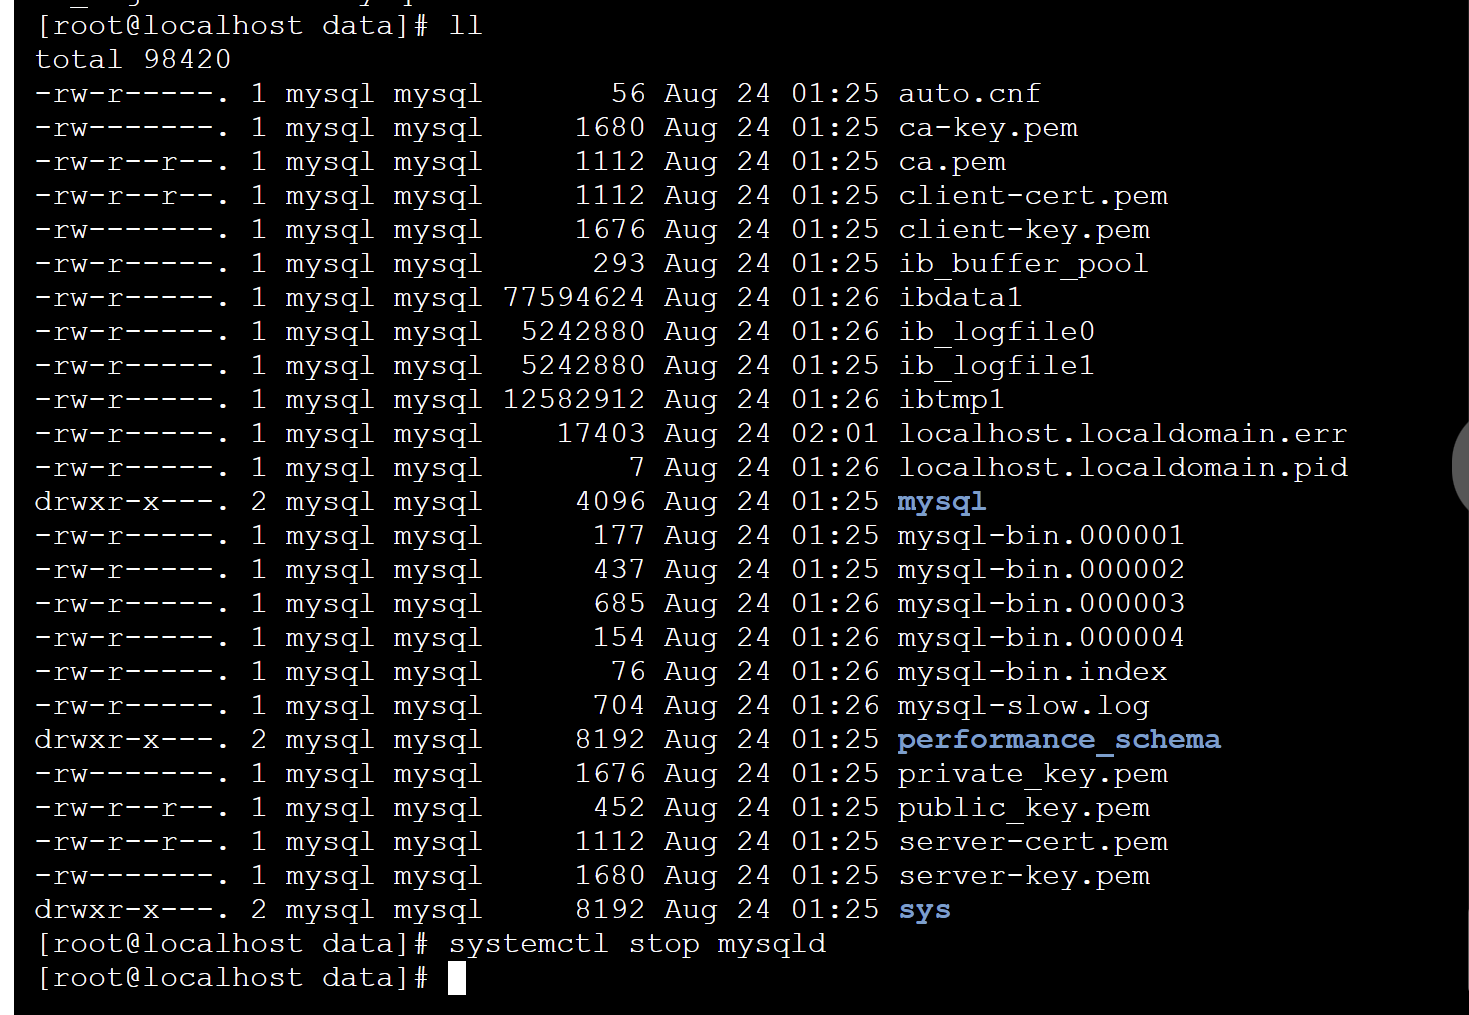 [root@localhost data]# ll
total 98420
-rw-r-----. 1 mysql mysql       56 Aug 24 01:25 auto.cnf
-rw-------. 1 mysql mysql     1680 Aug 24 01:25 ca-key.pem
-rw-r--r--. 1 mysql mysql     1112 Aug 24 01:25 ca.pem
-rw-r--r--. 1 mysql mysql     1112 Aug 24 01:25 client-cert.pem
-rw-------. 1 mysql mysql     1676 Aug 24 01:25 client-key.pem
-rw-r-----. 1 mysql mysql      293 Aug 24 01:25 ib_buffer_pool
-rw-r-----. 1 mysql mysql 77594624 Aug 24 01:26 ibdata1
-rw-r-----. 1 mysql mysql  5242880 Aug 24 01:26 ib_logfile0
-rw-r-----. 1 mysql mysql  5242880 Aug 24 01:25 ib_logfile1
-rw-r-----. 1 mysql mysql 12582912 Aug 24 01:26 ibtmp1
-rw-r-----. 1 mysql mysql    17403 Aug 24 02:01 localhost.localdomain.err
-rw-r-----. 1 mysql mysql        7 Aug 24 01:26 localhost.localdomain.pid
drwxr-x---. 2 mysql mysql     4096 Aug 24 01:25 mysql
-rw-r-----. 1 mysql mysql      177 Aug 24 01:25 mysql-bin.000001
-rw-r-----. 1 mysql mysql      437 Aug 24 01:25 mysql-bin.000002
-rw-r-----. 1 mysql mysql      685 Aug 24 01:26 mysql-bin.000003
-rw-r-----. 1 mysql mysql      154 Aug 24 01:26 mysql-bin.000004
-rw-r-----. 1 mysql mysql       76 Aug 24 01:26 mysql-bin.index
-rw-r-----. 1 mysql mysql      704 Aug 24 01:26 mysql-slow.log
drwxr-x---. 2 mysql mysql     8192 Aug 24 01:25 performance_schema
-rw-------. 1 mysql mysql     1676 Aug 24 01:25 private_key.pem
-rw-r--r--. 1 mysql mysql      452 Aug 24 01:25 public_key.pem
-rw-r--r--. 1 mysql mysql     1112 Aug 24 01:25 server-cert.pem
-rw-------. 1 mysql mysql     1680 Aug 24 01:25 server-key.pem
drwxr-x---. 2 mysql mysql     8192 Aug 24 01:25 sys
[root@localhost data]# systemctl stop mysqld
[root@localhost data]#